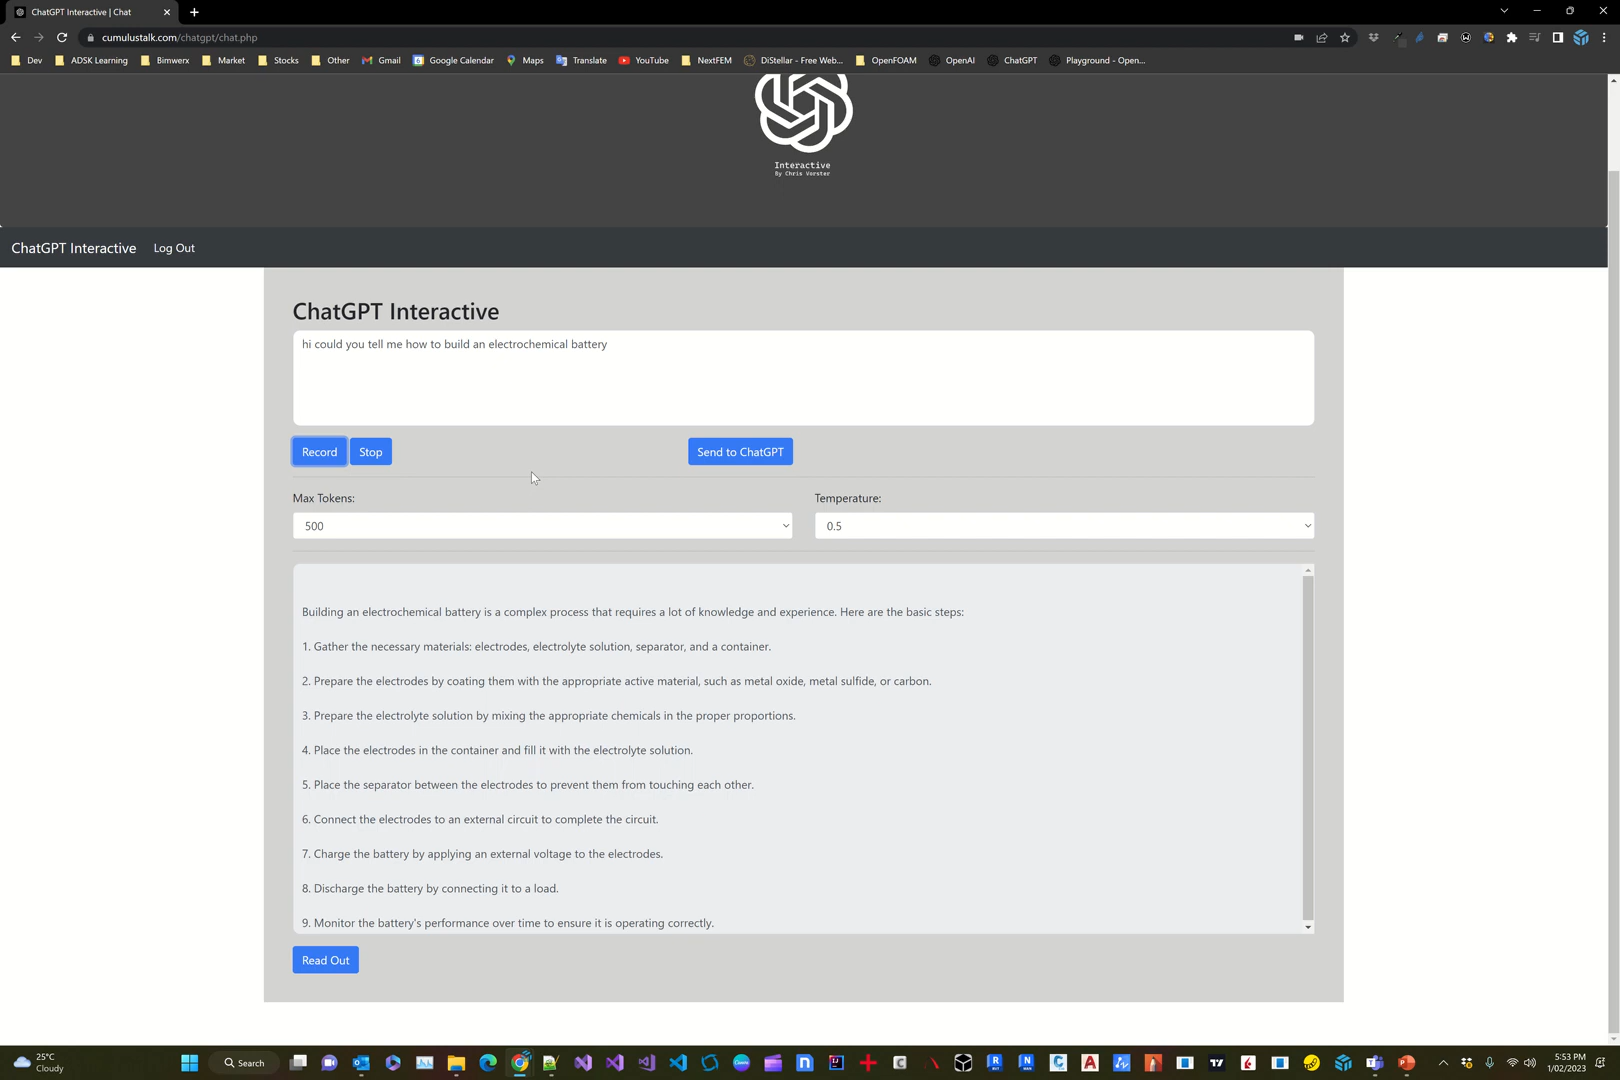 ChatGPT Interactive | Chat
cumulustalk.com/chatgpt/chat.php
Dev
ADSK Learning
Bimwerx
Market
Stocks
Other
Gmail
Google Calendar
Maps
Translate
YouTube
NextFEM
DiStellar - Free Web...
OpenFOAM
OpenAI
ChatGPT
Playground - Open...
Interactive
By Chris Vorster
ChatGPT Interactive
Log Out
ChatGPT Interactive
hi could you tell me how to build an electrochemical battery
Record
Stop
Send to ChatGPT
Max Tokens:
Temperature:
500
0.5
Building an electrochemical battery is a complex process that requires a lot of knowledge and experience. Here are the basic steps:
1. Gather the necessary materials: electrodes, electrolyte solution, separator, and a container.
2. Prepare the electrodes by coating them with the appropriate active material, such as metal oxide, metal sulfide, or carbon.
3. Prepare the electrolyte solution by mixing the appropriate chemicals in the proper proportions.
4. Place the electrodes in the container and fill it with the electrolyte solution.
5. Place the separator between the electrodes to prevent them from touching each other.
6. Connect the electrodes to an external circuit to complete the circuit.
7. Charge the battery by applying an external voltage to the electrodes.
8. Discharge the battery by connecting it to a load.
9. Monitor the battery's performance over time to ensure it is operating correctly.
Read Out
25°C
Cloudy
Search
5:53 PM
1/02/2023